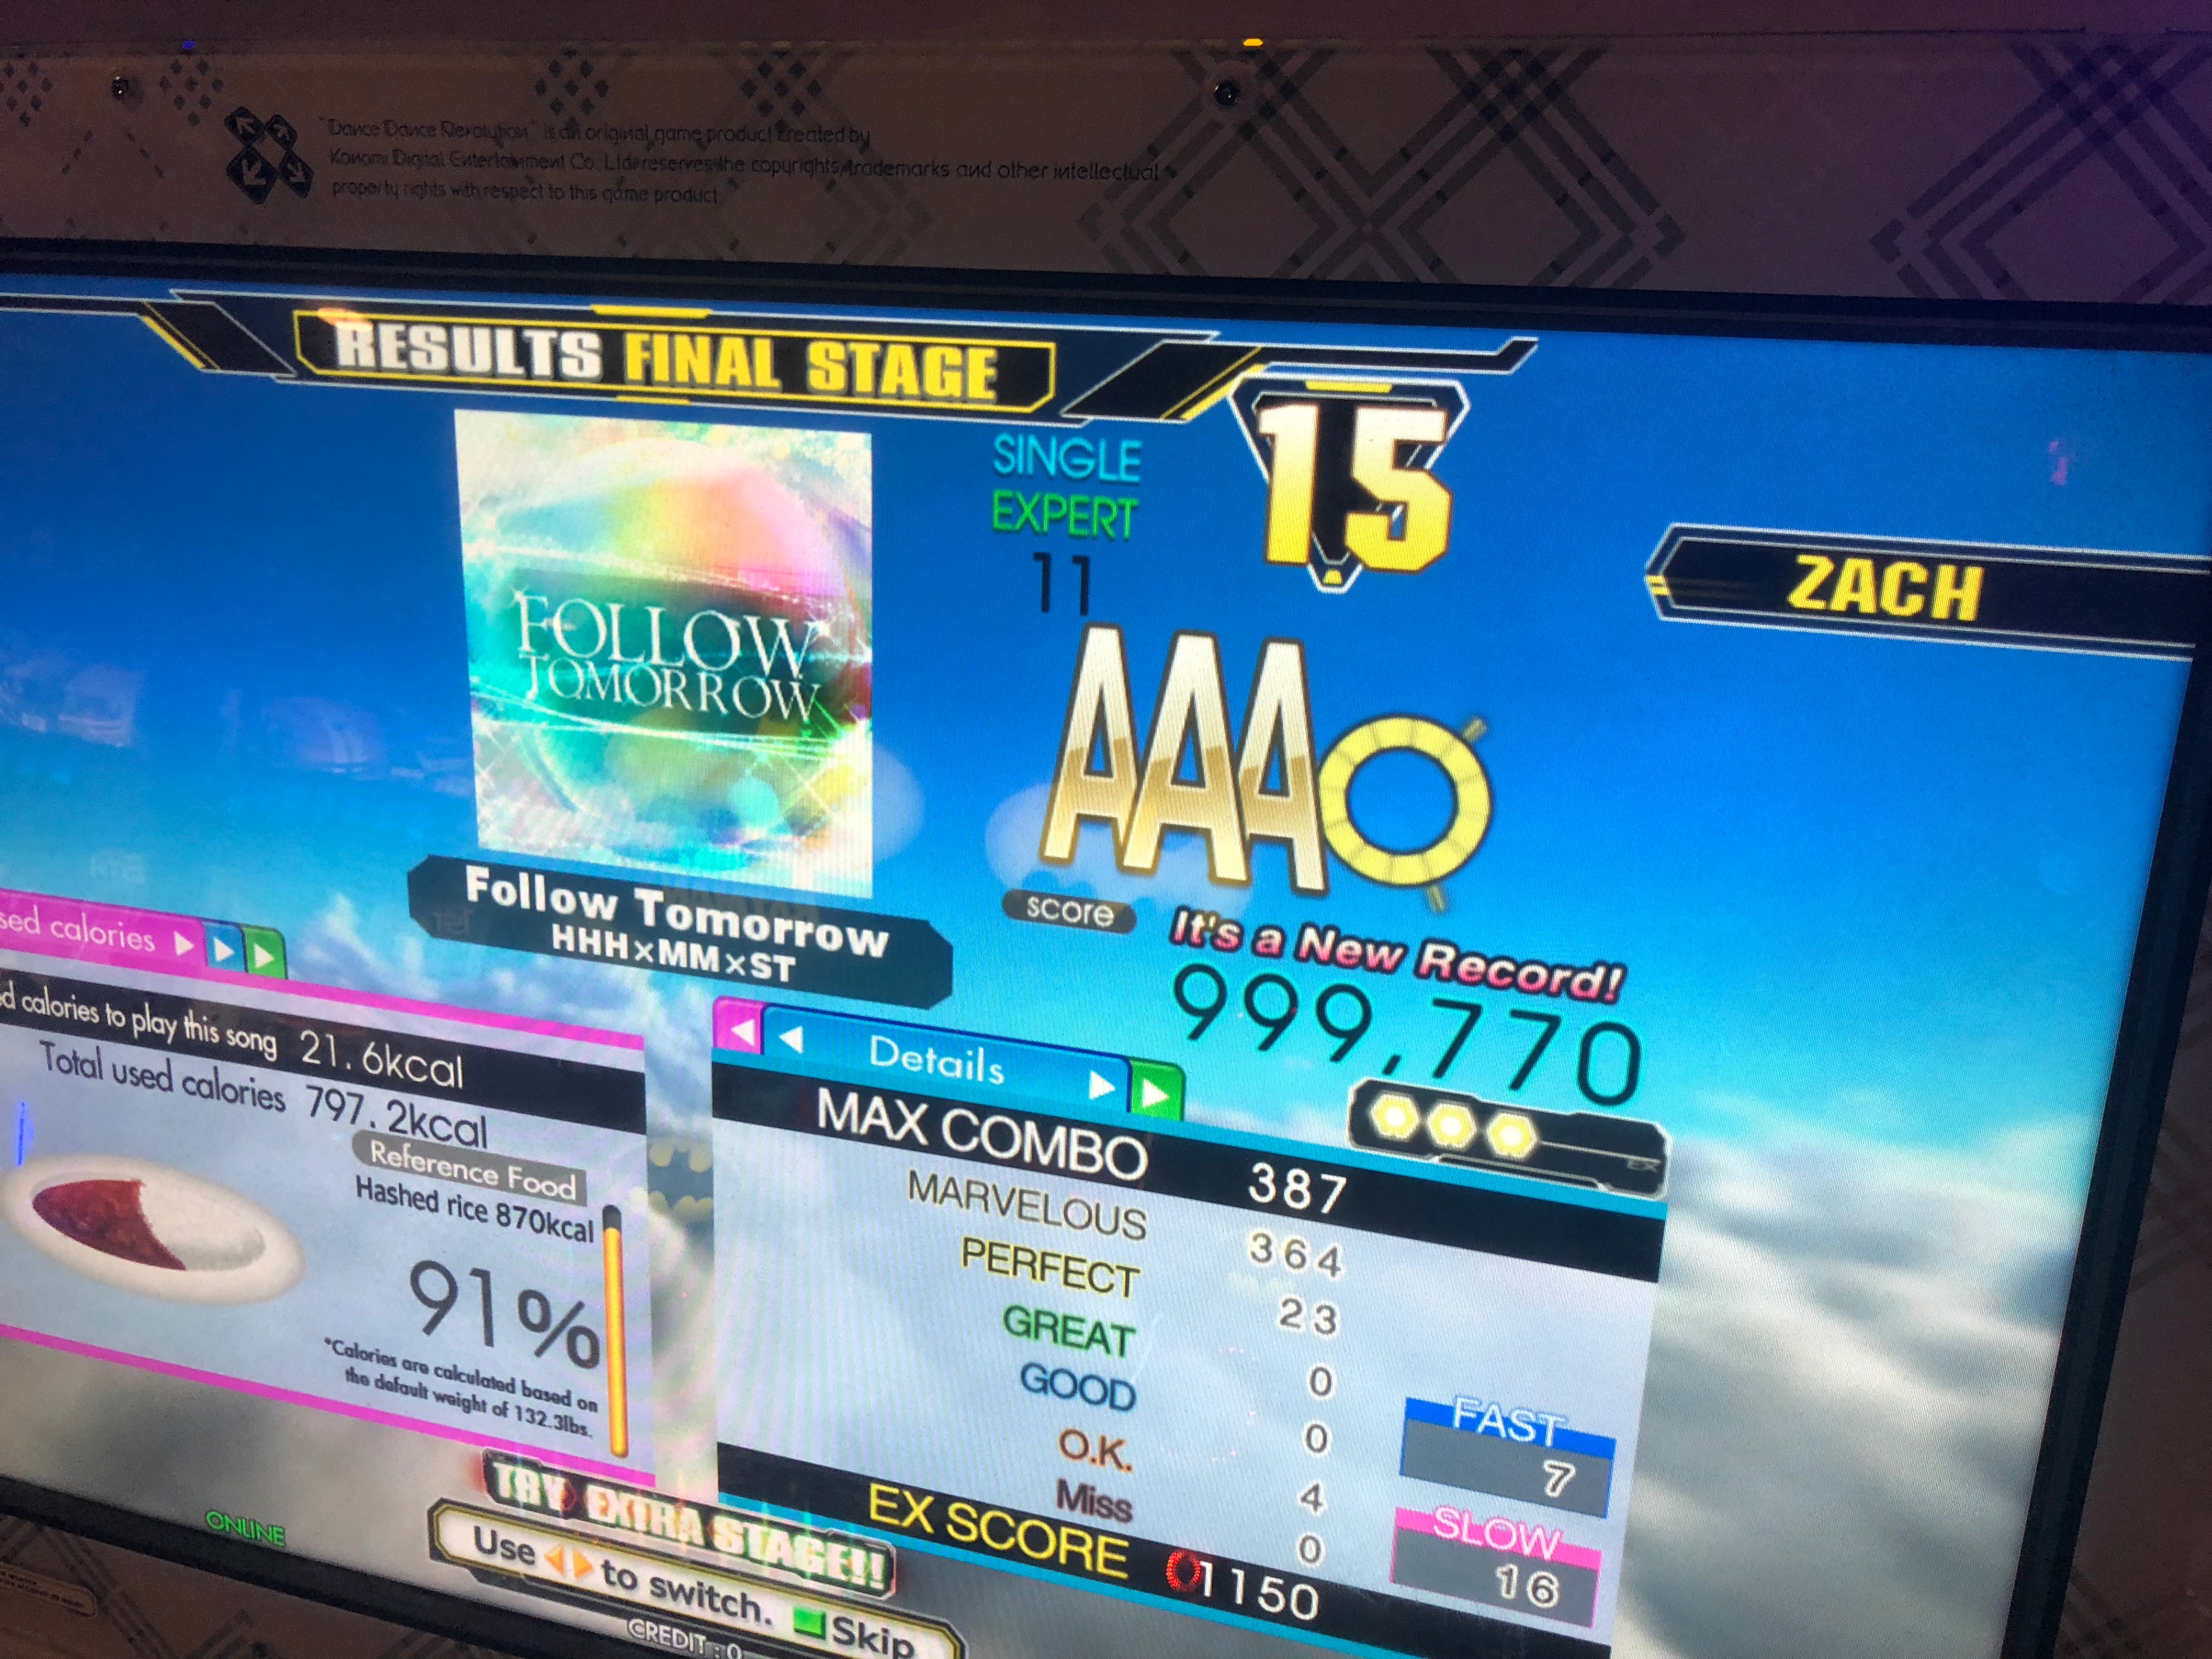 "Dance Dance Revolution" is an original game product created by
Konami Digital Entertainment Co., Ltd. reserves the copyrights, trademarks and other intellectual
property rights with respect to this game product.
RESULTS FINAL STAGE
15
SINGLE
EXPERT
11
ZACH
FOLLOW
TOMORROW
AAA
Follow Tomorrow
HHH×MM×ST
score
It's a New Record!
999,770
sed calories
ed calories to play this song 21.6kcal
Total used calories 797.2kcal
Reference Food
Hashed rice 870kcal
91%
*Calories are calculated based on
the default weight of 132.3lbs.
Details
MAX COMBO 387
MARVELOUS 364
PERFECT 23
GREAT 0
GOOD 0
O.K. 4
Miss 0
EX SCORE 01150
EX
FAST
7
SLOW
16
TRY EXTRA STAGE!!
Use to switch. Skip
ONLINE
CREDIT : 0